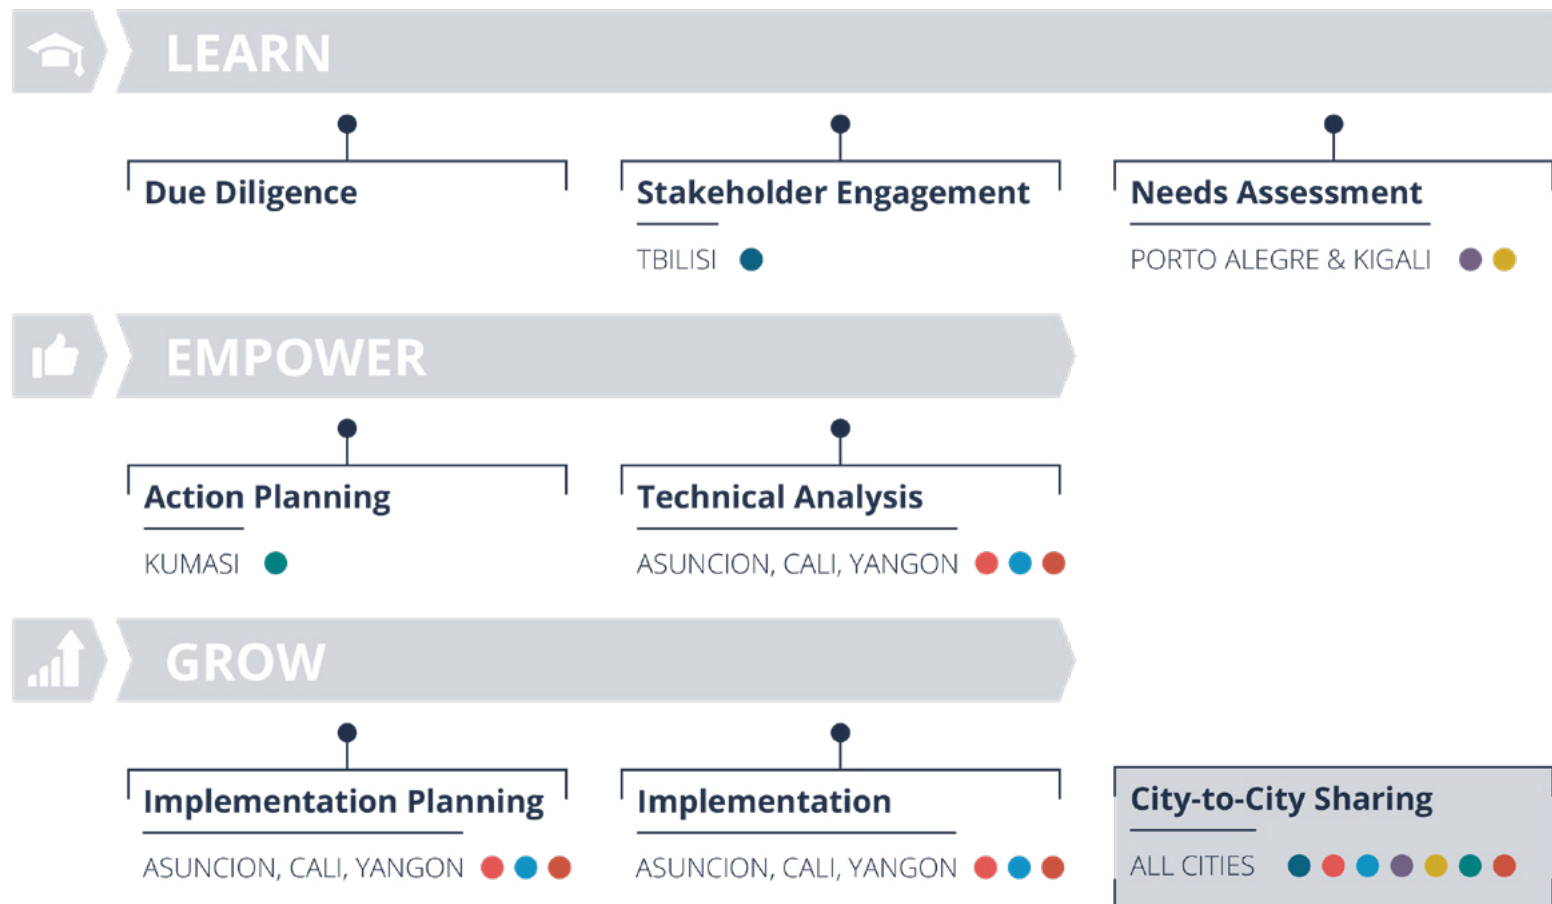 LEARN
Due Diligence
Stakeholder Engagement
TBILISI
Needs Assessment
PORTO ALEGRE & KIGALI
EMPOWER
Action Planning
KUMASI
Technical Analysis
ASUNCION, CALI, YANGON
GROW
Implementation Planning
ASUNCION, CALI, YANGON
Implementation
ASUNCION, CALI, YANGON
City-to-City Sharing
ALL CITIES